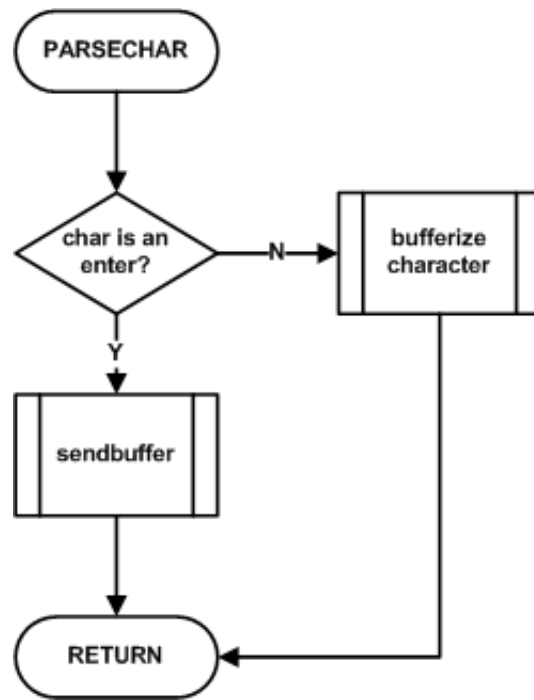 PARSECHAR
char is an
enter?
N
bufferize
character
Y
sendbuffer
RETURN